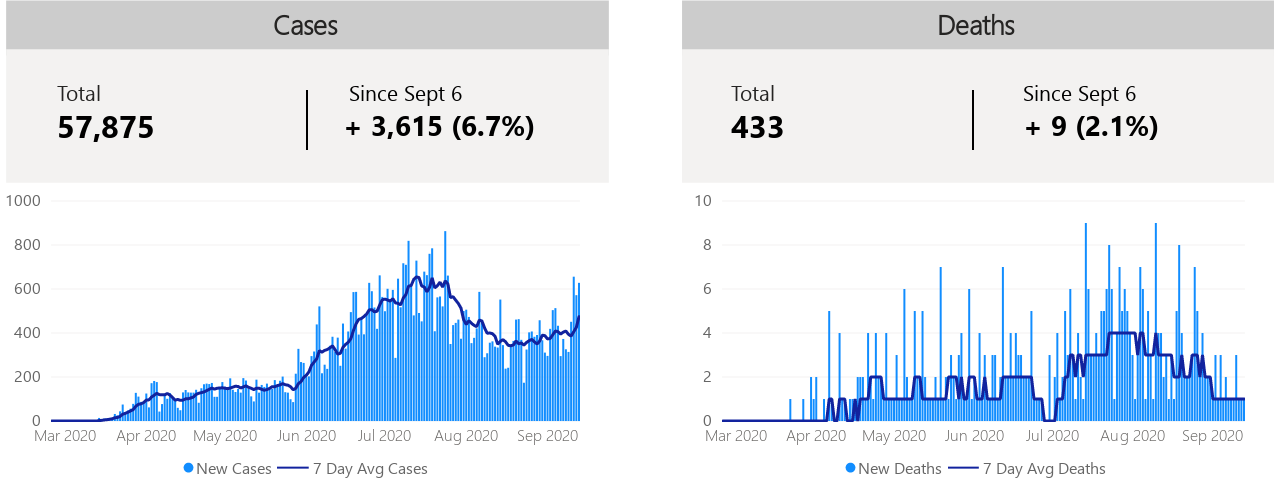 Cases
Total
57,875
Since Sept 6
+ 3,615 (6.7%)
1000
800
600
400
200
0
Mar 2020 Apr 2020 May 2020 Jun 2020 Jul 2020 Aug 2020 Sep 2020
New Cases 7 Day Avg Cases
Deaths
Total
433
Since Sept 6
+ 9 (2.1%)
10
8
6
4
2
0
Mar 2020 Apr 2020 May 2020 Jun 2020 Jul 2020 Aug 2020 Sep 2020
New Deaths 7 Day Avg Deaths